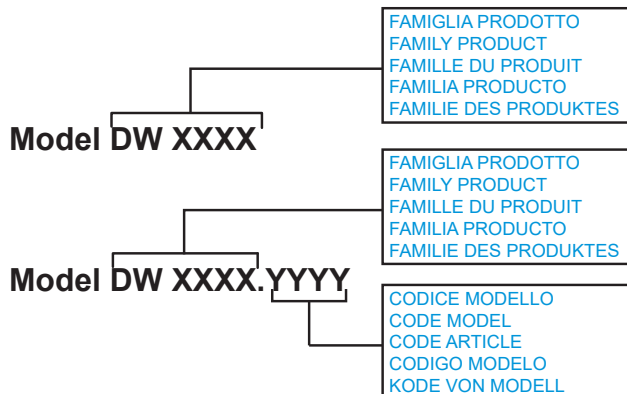 FAMIGLIA PRODOTTO
FAMILY PRODUCT
FAMILLE DU PRODUIT
FAMILIA PRODUCTO
FAMILIE DES PRODUKTES
Model DW XXXX
FAMIGLIA PRODOTTO
FAMILY PRODUCT
FAMILLE DU PRODUIT
FAMILIA PRODUCTO
FAMILIE DES PRODUKTES
Model DW XXXX.YYYY
CODICE MODELLO
CODE MODEL
CODE ARTICLE
CODIGO MODELO
KODE VON MODELL